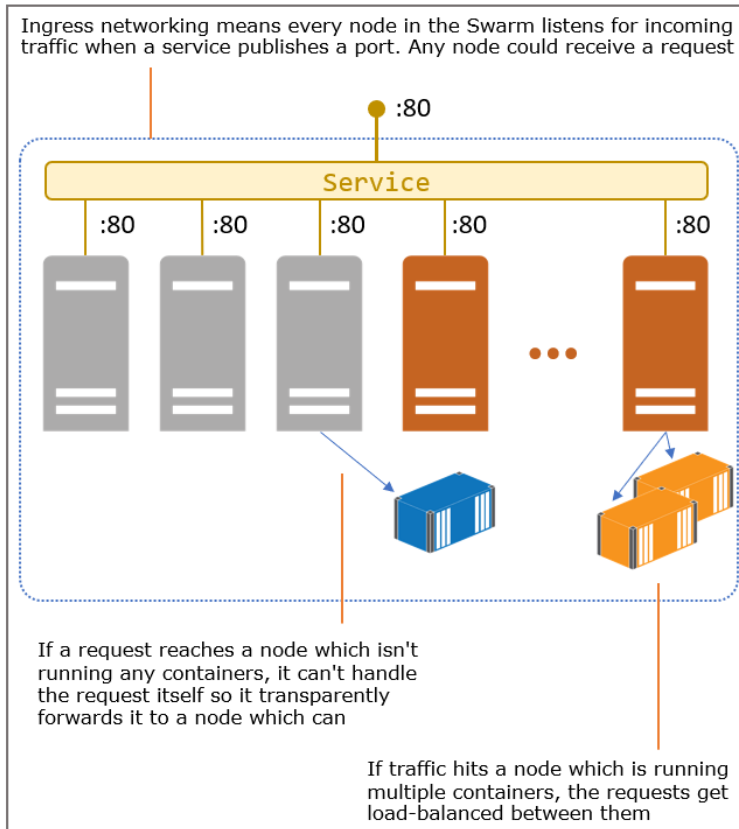 Ingress networking means every node in the Swarm listens for incoming
traffic when a service publishes a port. Any node could receive a request
:80
Service
:80 :80 :80 :80 :80
If a request reaches a node which isn't
running any containers, it can't handle
the request itself so it transparently
forwards it to a node which can
If traffic hits a node which is running
multiple containers, the requests get
load-balanced between them